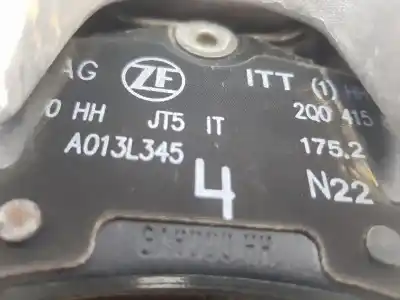 AG ZF ITT (1)
0 HH JT5 IT 2Q0 415
A013L345 175.2
4 N22